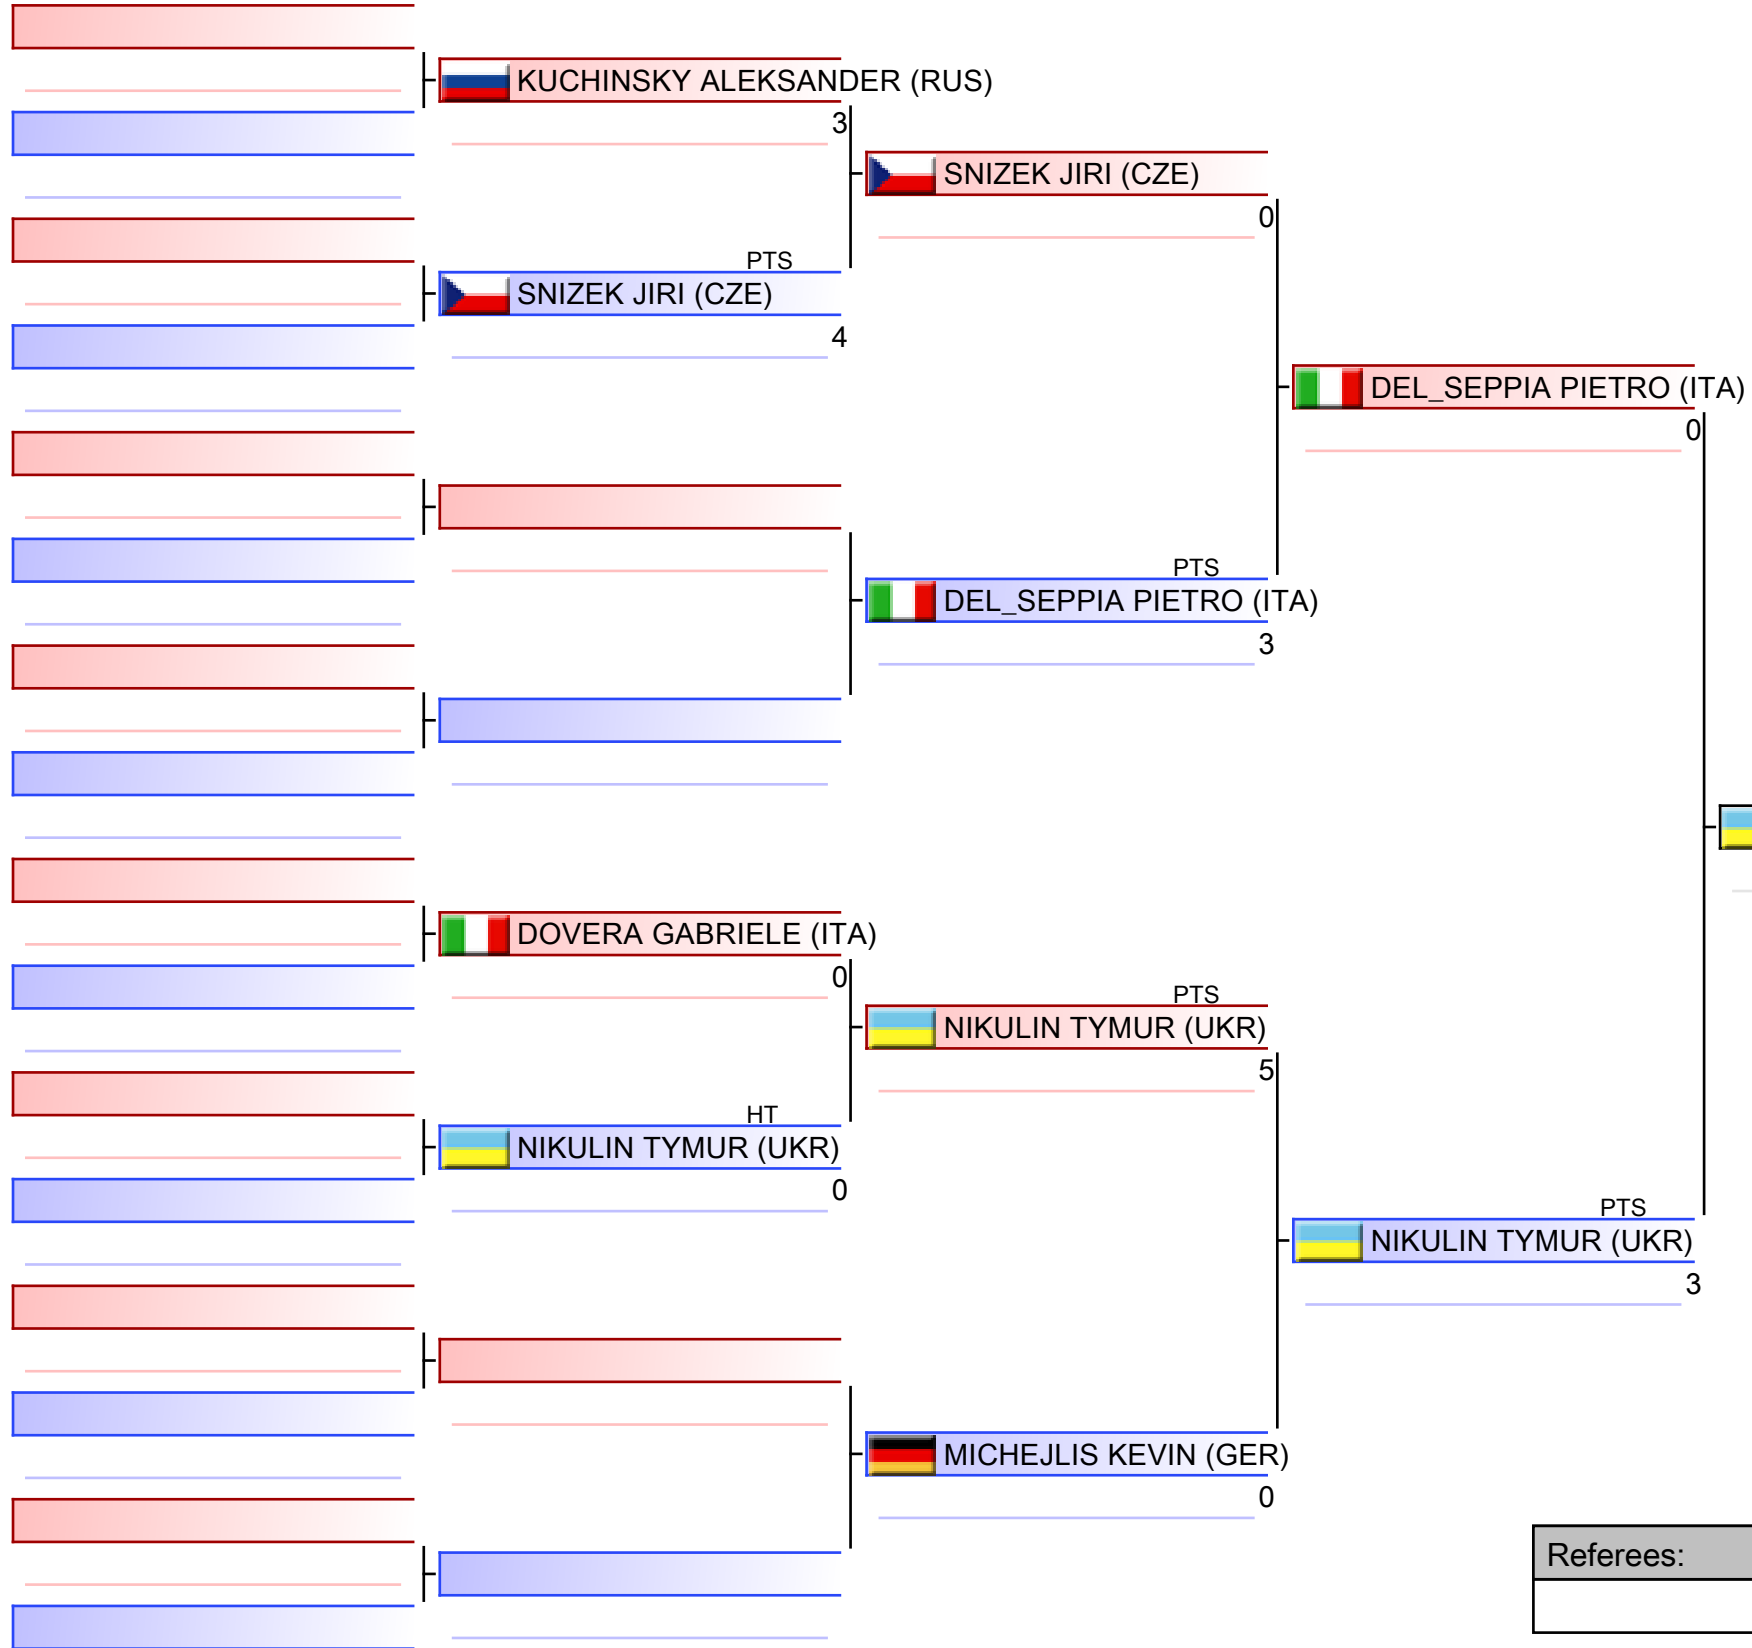 KUCHINSKY ALEKSANDER (RUS)
3
SNIZEK JIRI (CZE)
0
PTS
SNIZEK JIRI (CZE)
4
DEL_SEPPIA PIETRO (ITA)
0
PTS
DEL_SEPPIA PIETRO (ITA)
3
DOVERA GABRIELE (ITA)
0
PTS
NIKULIN TYMUR (UKR)
5
HT
NIKULIN TYMUR (UKR)
0
PTS
NIKULIN TYMUR (UKR)
3
MICHEJLIS KEVIN (GER)
0
Referees: